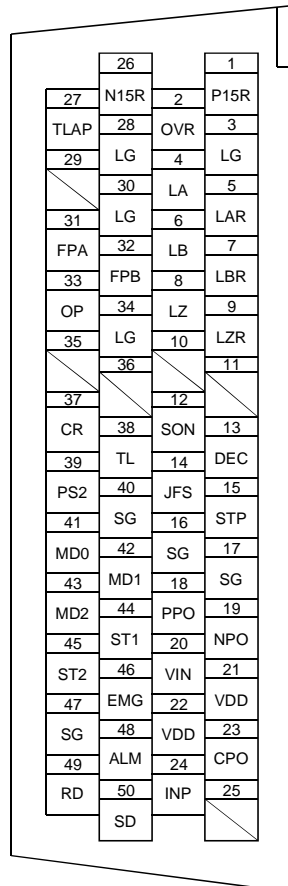 26 1
27 N15R 2 P15R
TLAP 28 OVR 3
29 LG 4 LG
30 LA 5
31 LG 6 LAR
FPA 32 LB 7
33 FPB 8 LBR
OP 34 LZ 9
35 LG 10 LZR
36 11
37 12
CR 38 SON 13
39 TL 14 DEC
PS2 40 JFS 15
41 SG 16 STP
MD0 42 SG 17
43 MD1 18 SG
MD2 44 PPO 19
45 ST1 20 NPO
ST2 46 VIN 21
47 EMG 22 VDD
SG 48 VDD 23
49 ALM 24 CPO
RD 50 INP 25
SD